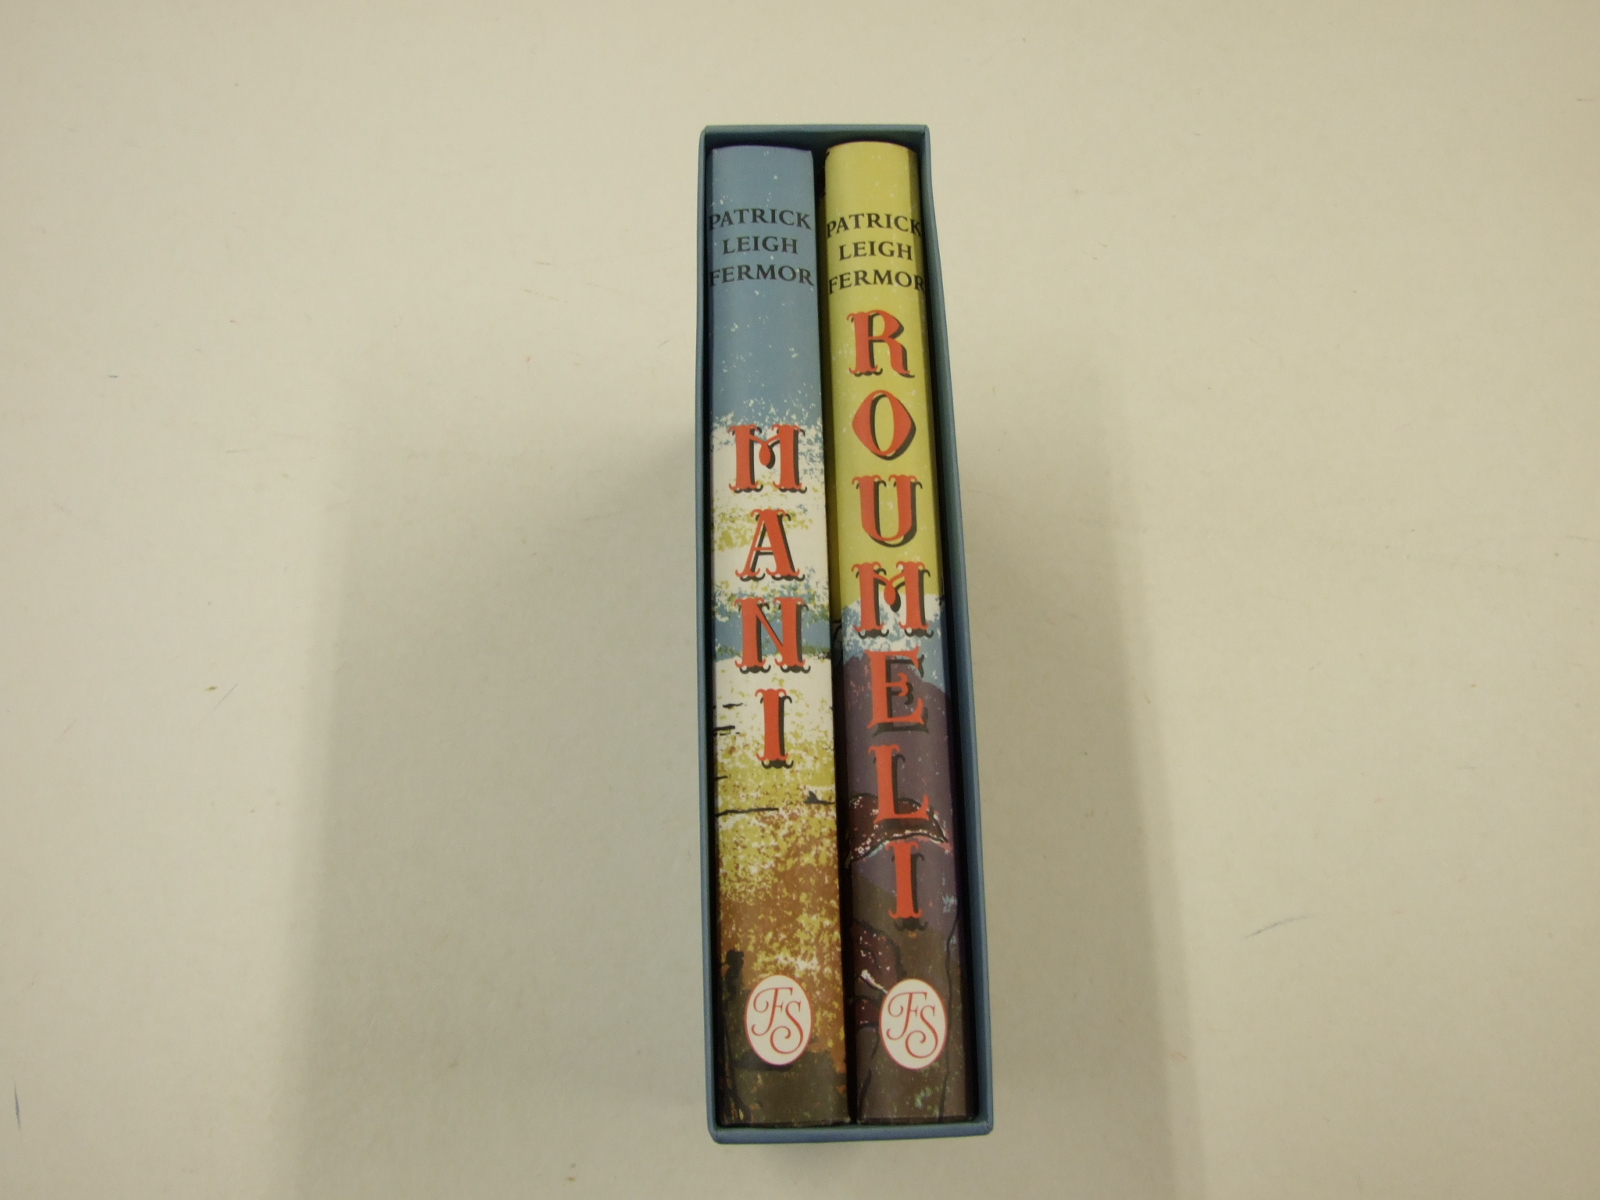 PATRICK
LEIGH
FERMOR
MANI
FS
PATRICK
LEIGH
FERMOR
ROUMELI
FS